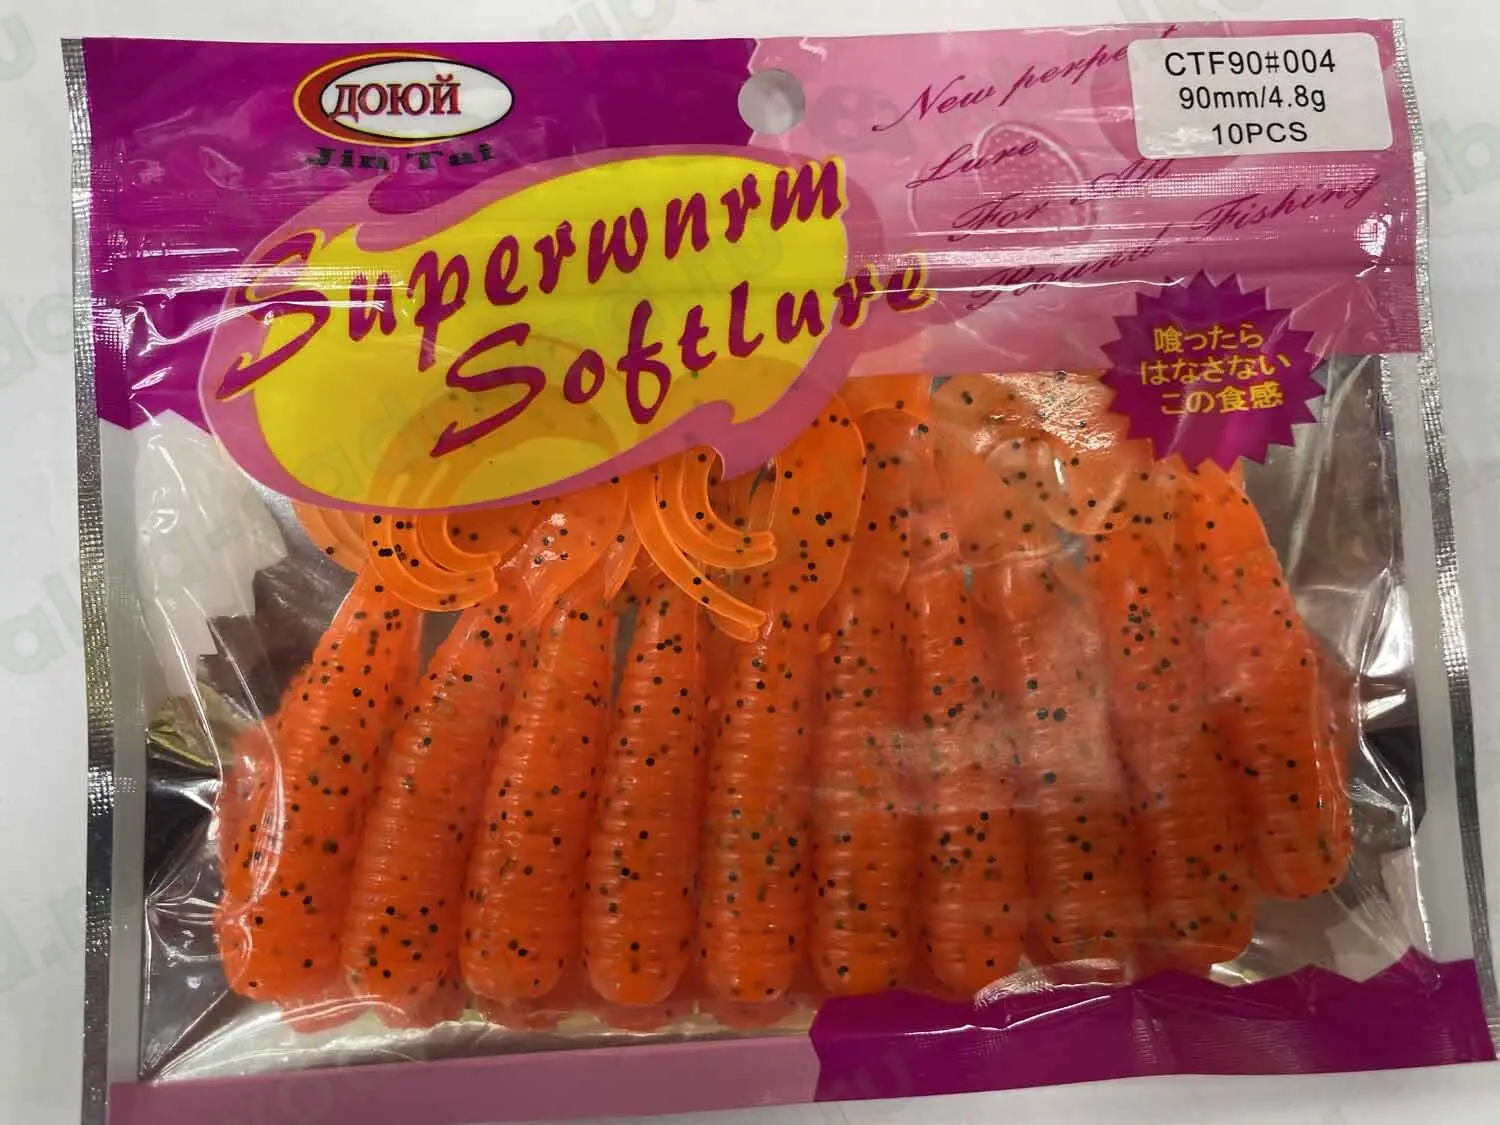 ДОЮЙ
Jin Tai
Superwnrm
Softlure
New perpe
Lure
For All
Round Fishing
CTF90#004
90mm/4.8g
10PCS
喰ったら
はなさない
この食感